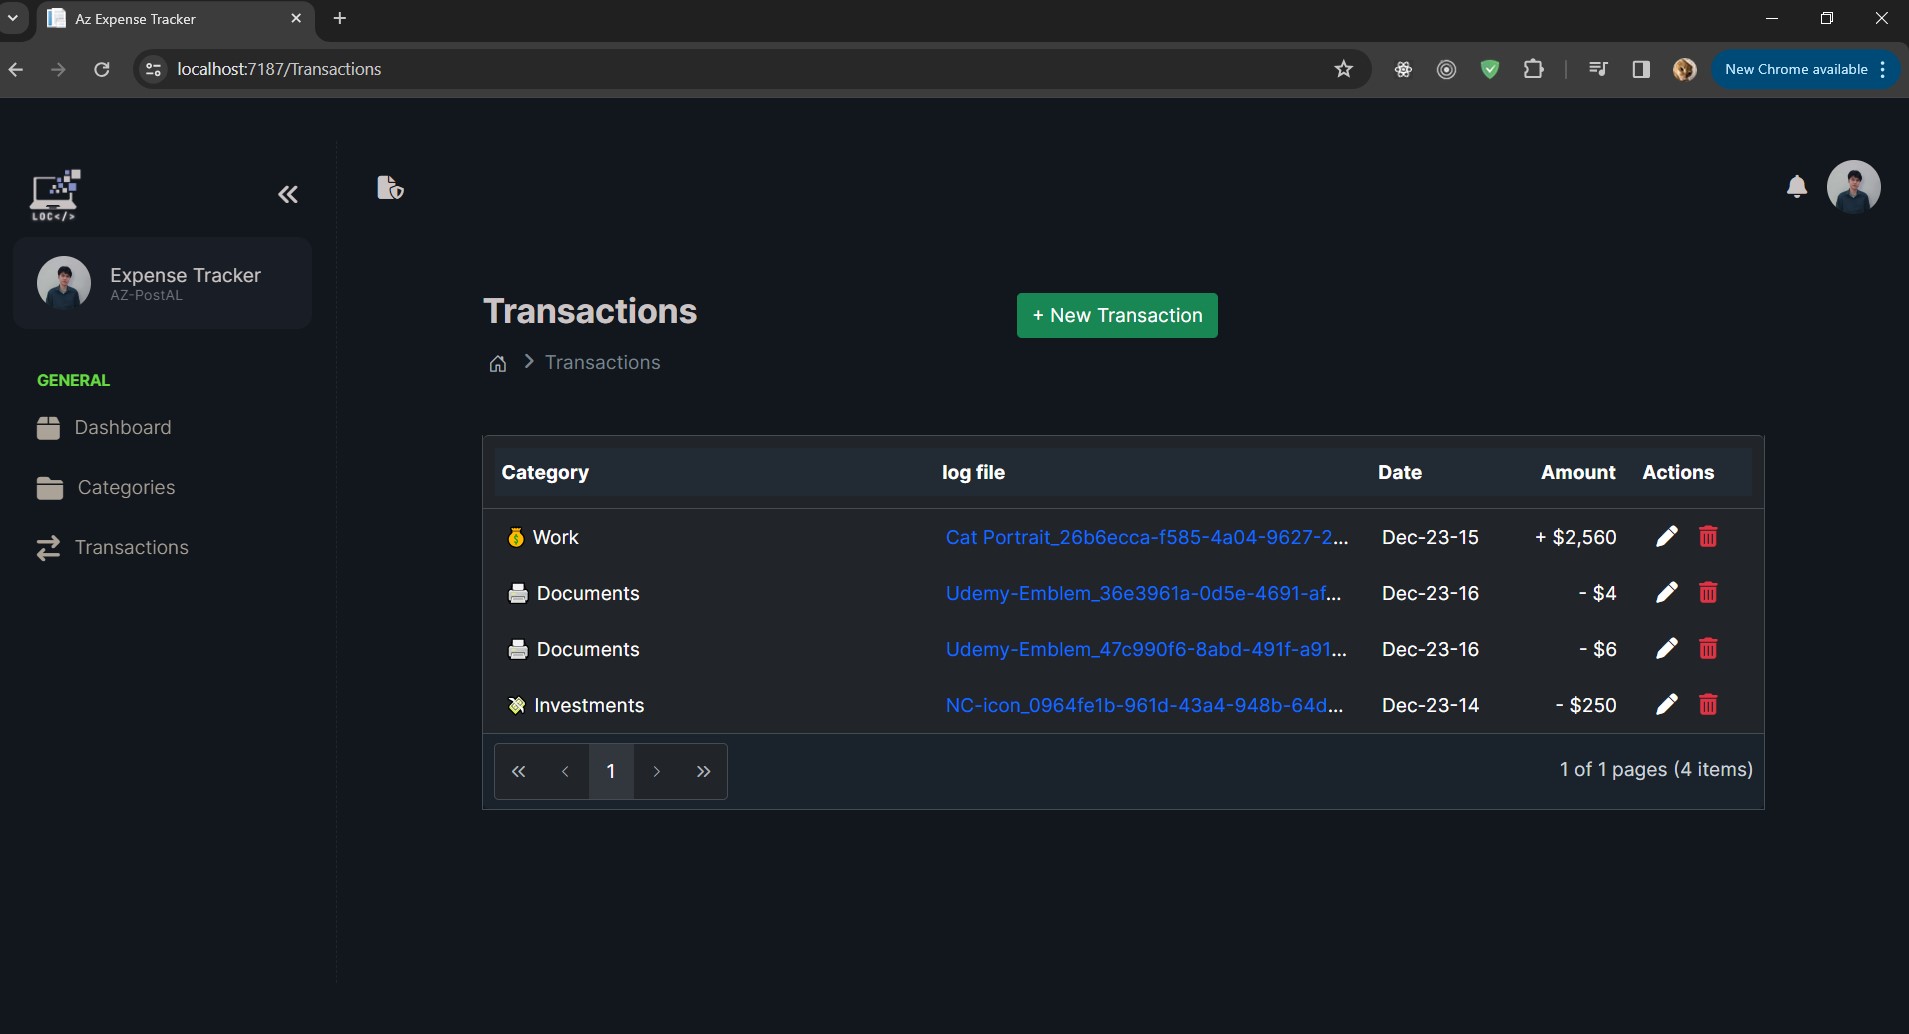 Az Expense Tracker
localhost:7187/Transactions
New Chrome available
LOC</>
Expense Tracker
AZ-PostAL
GENERAL
Dashboard
Categories
Transactions
Transactions
+ New Transaction
Transactions
Category log file Date Amount Actions
Work Cat Portrait_26b6ecca-f585-4a04-9627-2... Dec-23-15 + $2,560
Documents Udemy-Emblem_36e3961a-0d5e-4691-af... Dec-23-16 - $4
Documents Udemy-Emblem_47c990f6-8abd-491f-a91... Dec-23-16 - $6
Investments NC-icon_0964fe1b-961d-43a4-948b-64d... Dec-23-14 - $250
1
1 of 1 pages (4 items)